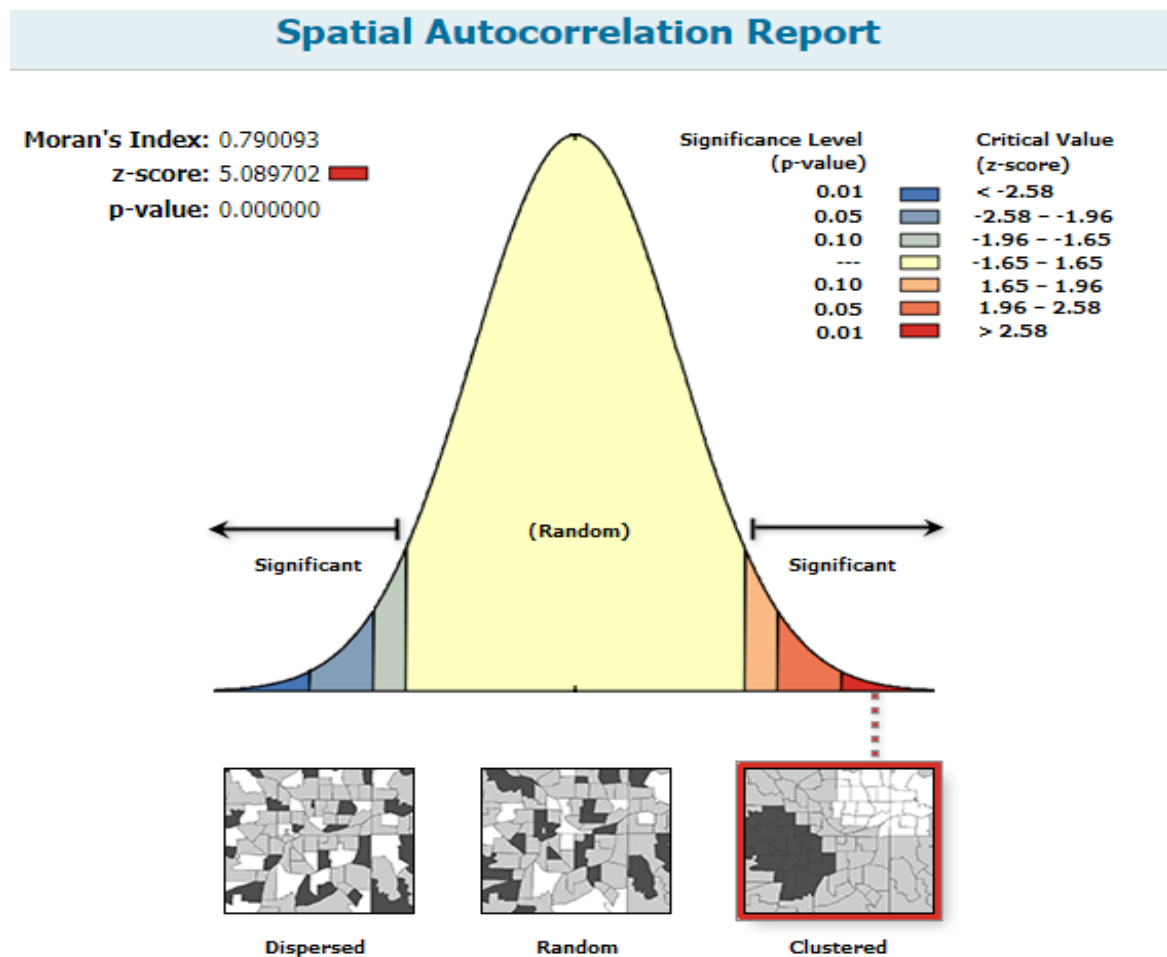 Spatial Autocorrelation Report
Moran's Index: 0.790093
z-score: 5.089702
p-value: 0.000000
Significance Level
(p-value)
Critical Value
(z-score)
0.01 < -2.58
0.05 -2.58 – -1.96
0.10 -1.96 – -1.65
--- -1.65 – 1.65
0.10 1.65 – 1.96
0.05 1.96 – 2.58
0.01 > 2.58
(Random)
Significant
Significant
Dispersed
Random
Clustered